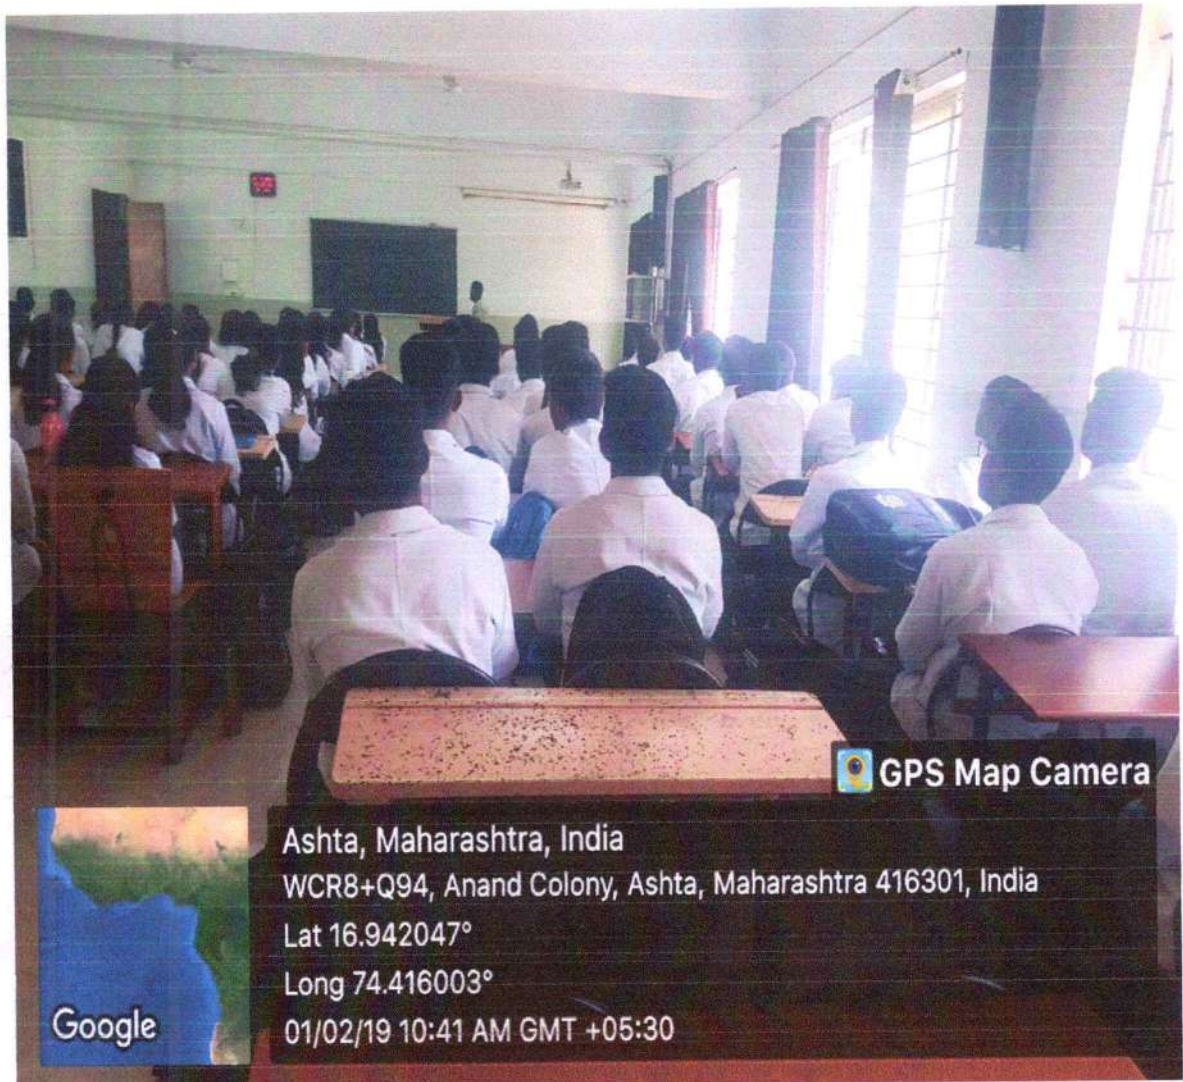 GPS Map Camera
Ashta, Maharashtra, India
WCR8+Q94, Anand Colony, Ashta, Maharashtra 416301, India
Lat 16.942047°
Long 74.416003°
01/02/19 10:41 AM GMT +05:30
Google